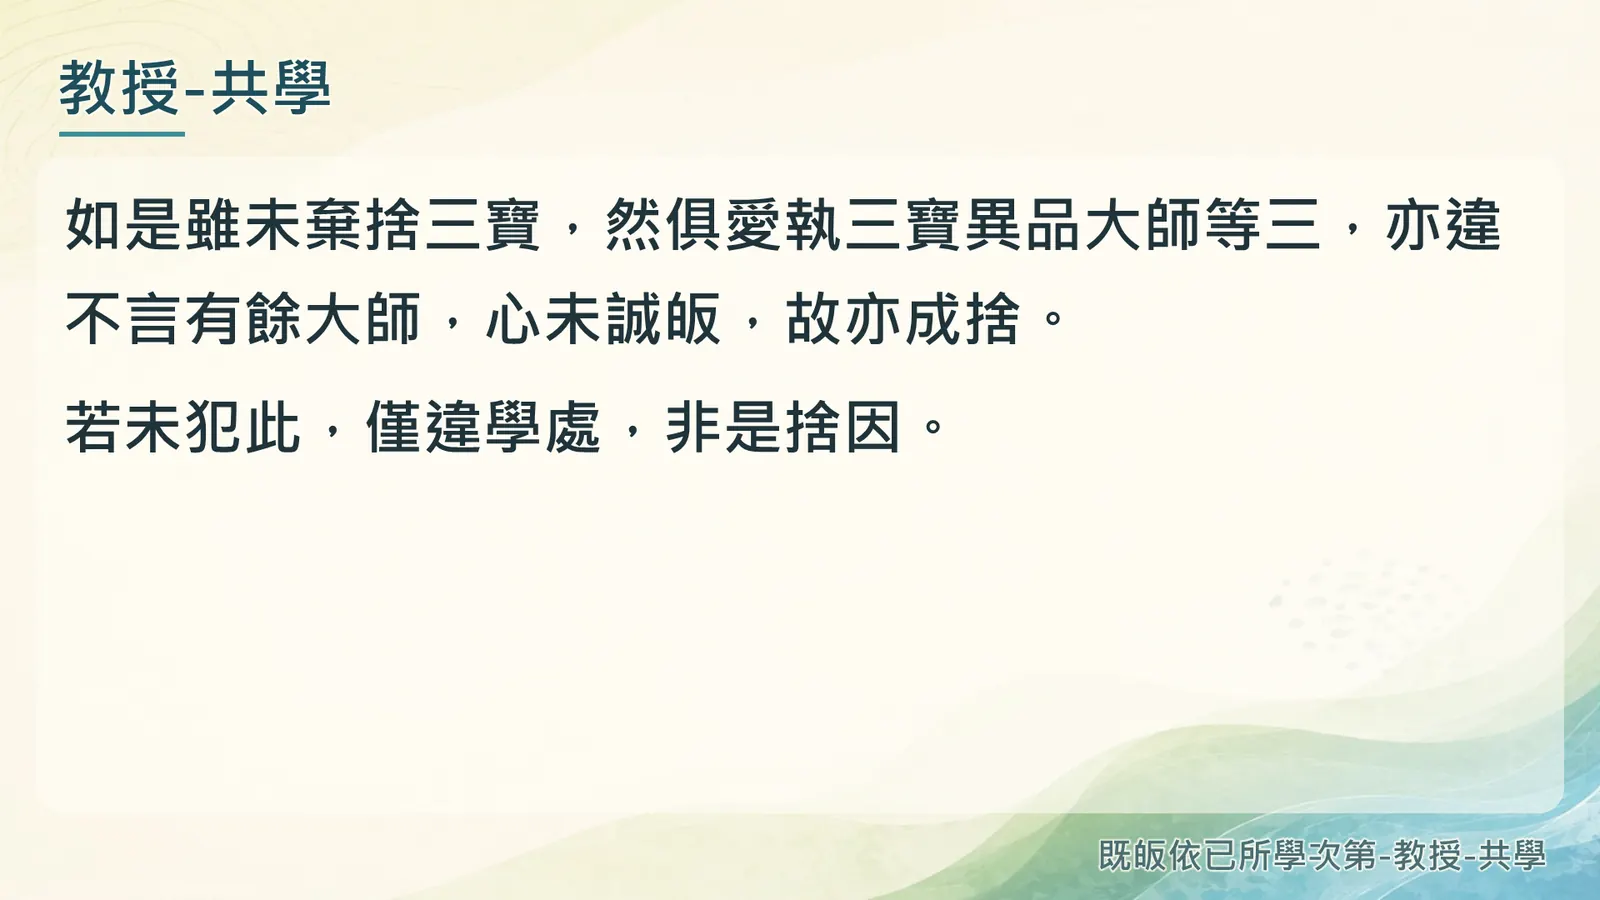 教授-共學
如是雖未棄捨三寶，然俱愛執三寶異品大師等三，亦違
不言有餘大師，心未誠皈，故亦成捨。
若未犯此，僅違學處，非是捨因。
既皈依已所學次第-教授-共學